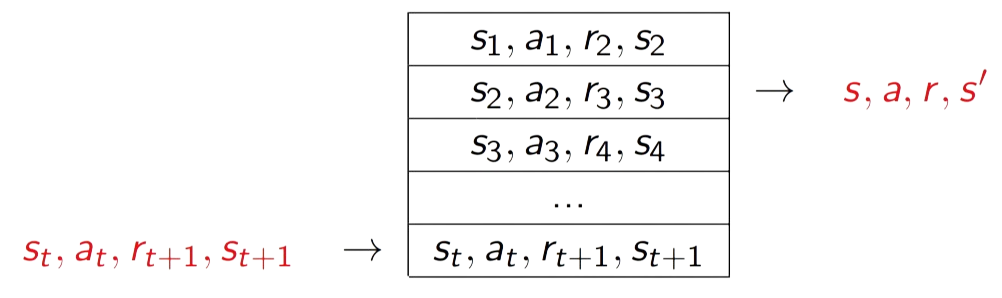 s₁, a₁, r₂, s₂
s₂, a₂, r₃, s₃ → s, a, r, s′
s₃, a₃, r₄, s₄
...
sₜ, aₜ, rₜ₊₁, sₜ₊₁ → sₜ, aₜ, rₜ₊₁, sₜ₊₁